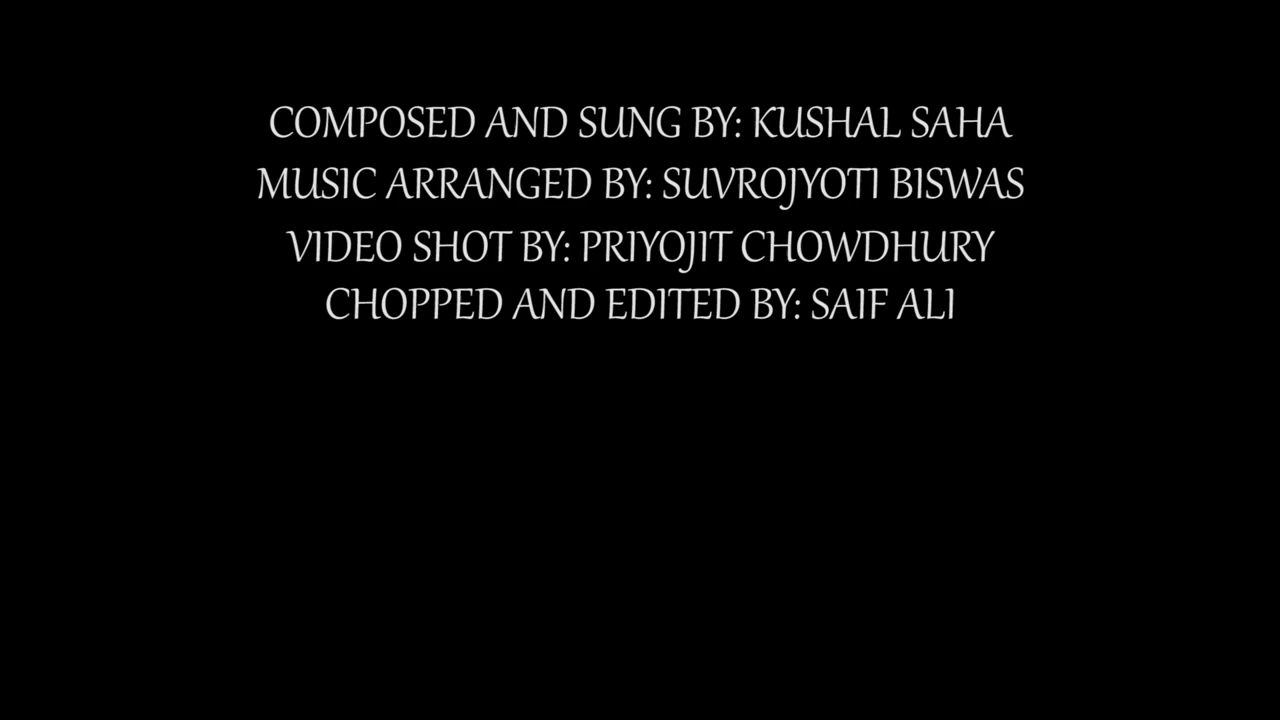 COMPOSED AND SUNG BY: KUSHAL SAHA
MUSIC ARRANGED BY: SUVROJYOTI BISWAS
VIDEO SHOT BY: PRIYOJIT CHOWDHURY
CHOPPED AND EDITED BY: SAIF ALI